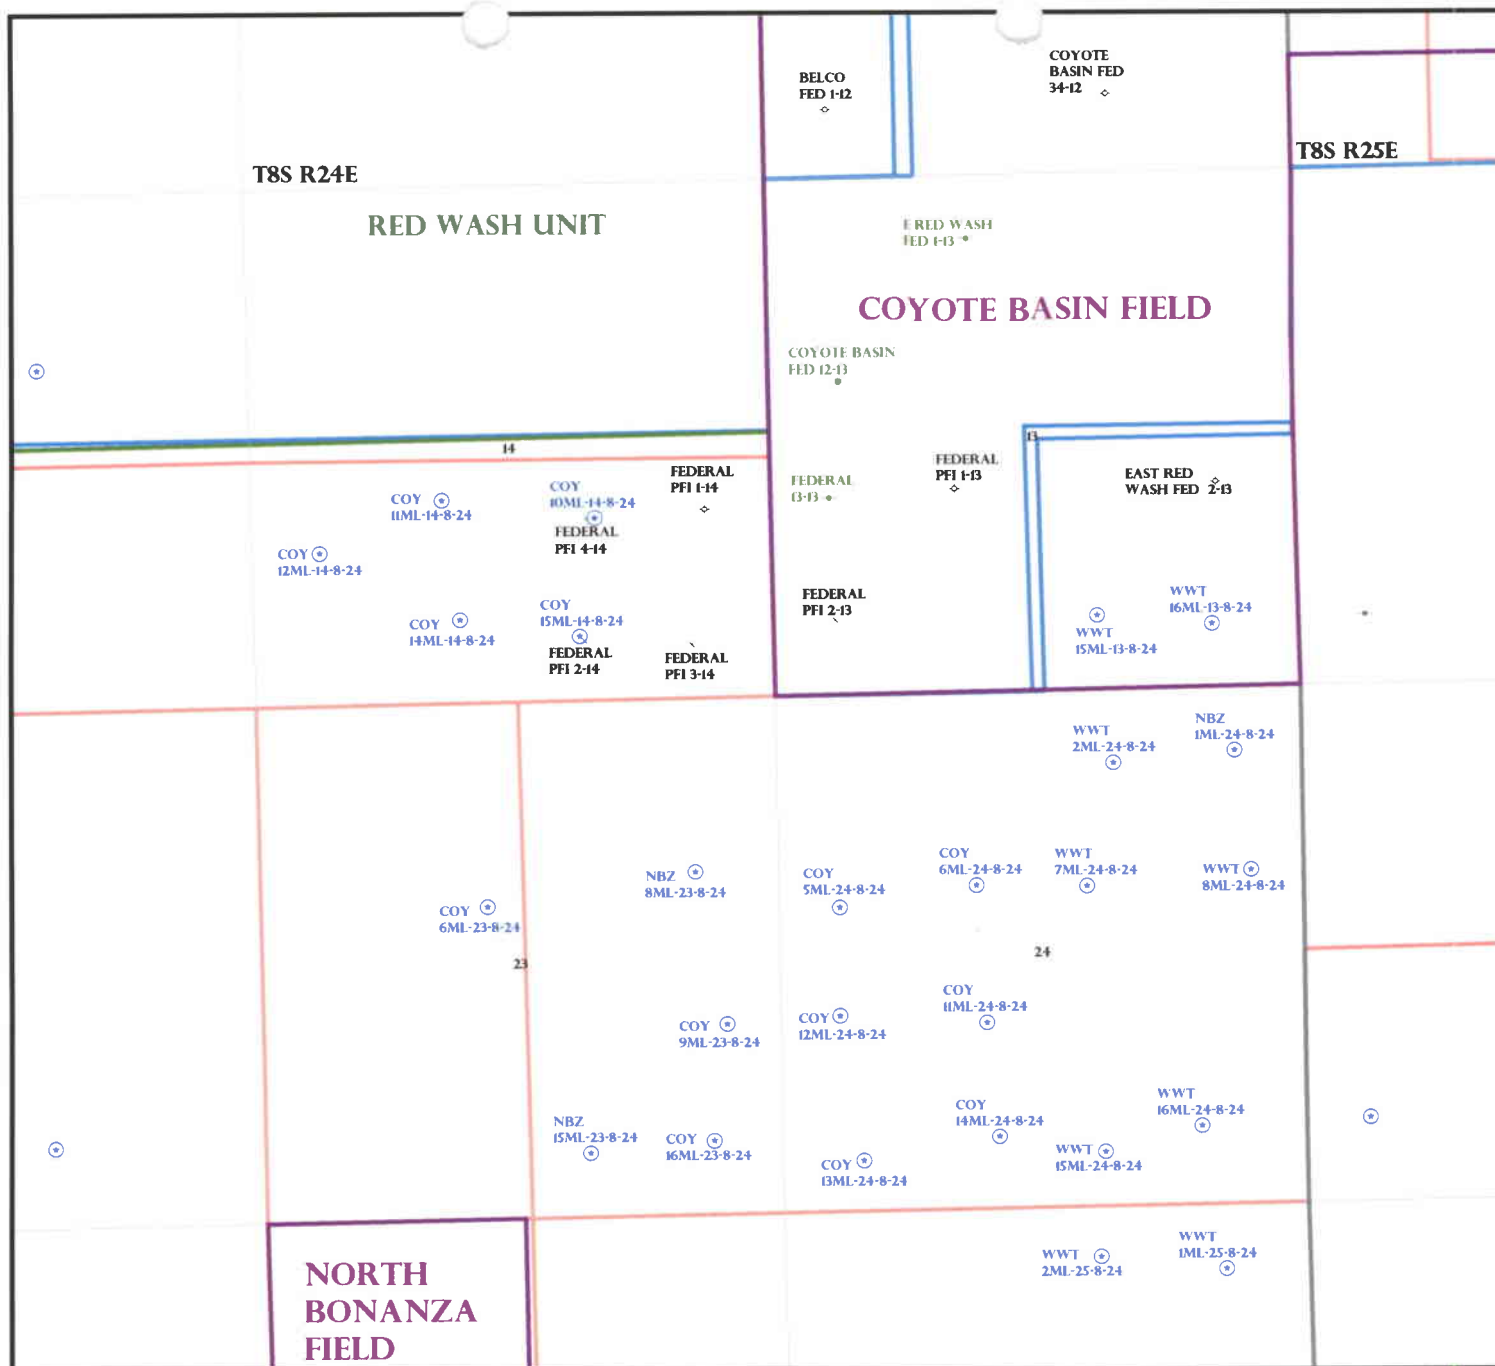 COYOTE
BASIN FED
34-12
BELCO
FED 1-12
T8S R24E
T8S R25E
RED WASH UNIT
E RED WASH
FED 1-13
COYOTE BASIN FIELD
COYOTE BASIN
FED 12-13
14
13
FEDERAL
PFI 1-14
FEDERAL
PFI 1-13
EAST RED
WASH FED 2-13
FEDERAL
13-13
COY
11ML-14-8-24
COY
10ML-14-8-24
FEDERAL
PFI 4-14
COY
12ML-14-8-24
COY
14ML-14-8-24
COY
15ML-14-8-24
FEDERAL
PFI 2-14
FEDERAL
PFI 3-14
FEDERAL
PFI 2-13
WWT
16ML-13-8-24
WWT
15ML-13-8-24
WWT
2ML-24-8-24
NBZ
1ML-24-8-24
NBZ
8ML-23-8-24
COY
5ML-24-8-24
COY
6ML-24-8-24
WWT
7ML-24-8-24
WWT
8ML-24-8-24
COY
6ML-23-8-24
23
24
COY
9ML-23-8-24
COY
12ML-24-8-24
COY
11ML-24-8-24
NBZ
15ML-23-8-24
COY
16ML-23-8-24
COY
13ML-24-8-24
COY
14ML-24-8-24
WWT
15ML-24-8-24
WWT
16ML-24-8-24
WWT
2ML-25-8-24
WWT
1ML-25-8-24
NORTH
BONANZA
FIELD